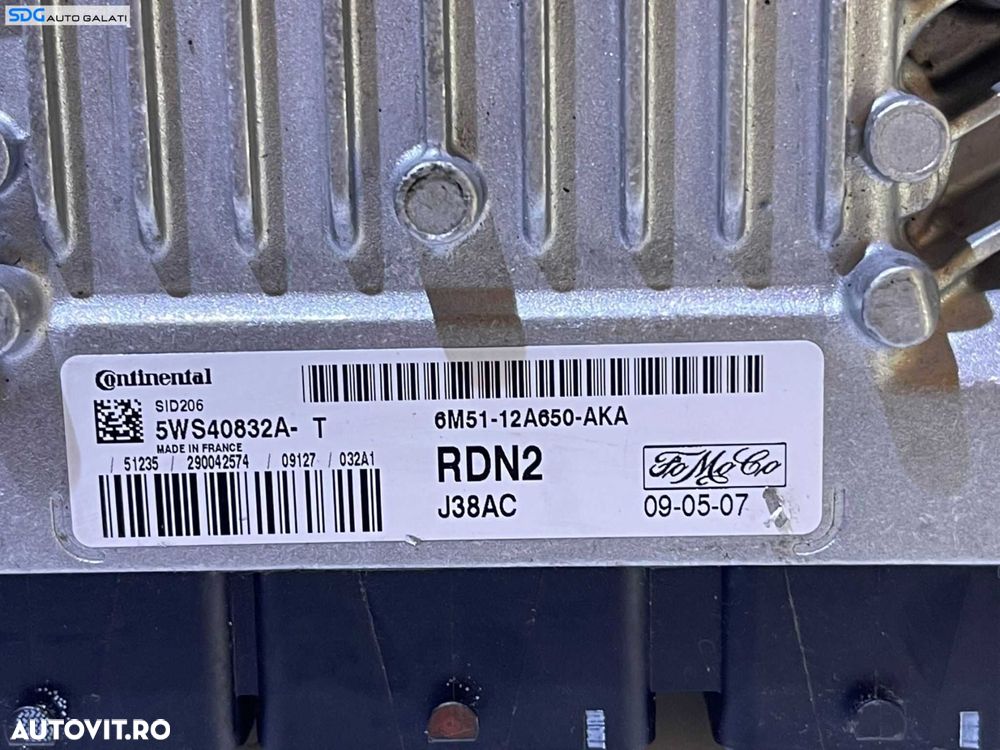 SDG AUTO GALATI
Continental
SID206
5WS40832A- T
MADE IN FRANCE
/ 51235 / 290042574 / 09127 / 032A1
6M51-12A650-AKA
RDN2
J38AC
FoMoCo
09-05-07
AUTOVIT.RO